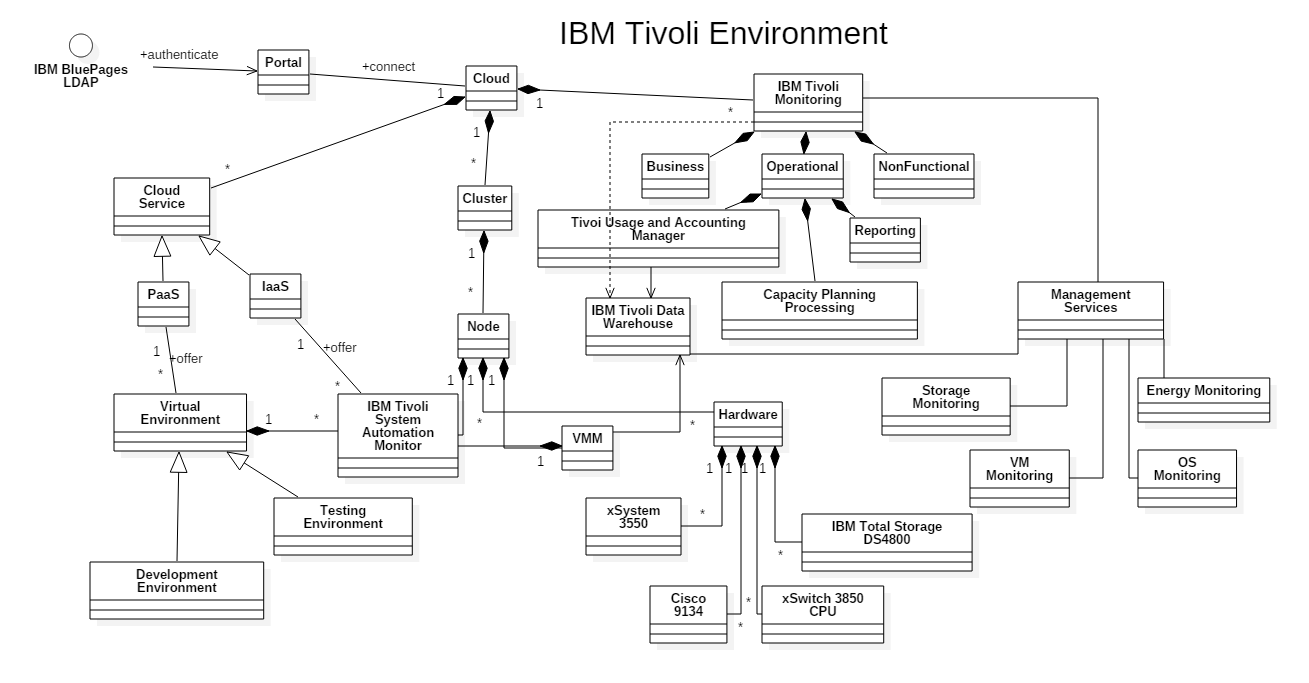 IBM Tivoli Environment
+authenticate
IBM BluePages
LDAP
Portal
+connect
Cloud
1
1
1
*
*
*
IBM Tivoli
Monitoring
Business
Operational
NonFunctional
Cloud
Service
Cluster
1
*
Tivoi Usage and Accounting
Manager
Reporting
PaaS
IaaS
IBM Tivoli Data
Warehouse
Capacity Planning
Processing
Management
Services
Node
1
+offer
*
1
+offer
*
1
1
1
*
Storage
Monitoring
Energy Monitoring
Virtual
Environment
1
*
IBM Tivoli
System
Automation
Monitor
VMM
1
*
Hardware
1
1
1
1
VM
Monitoring
OS
Monitoring
Testing
Environment
xSystem
3550
*
IBM Total Storage
DS4800
*
Development
Environment
Cisco
9134
*
*
xSwitch 3850
CPU